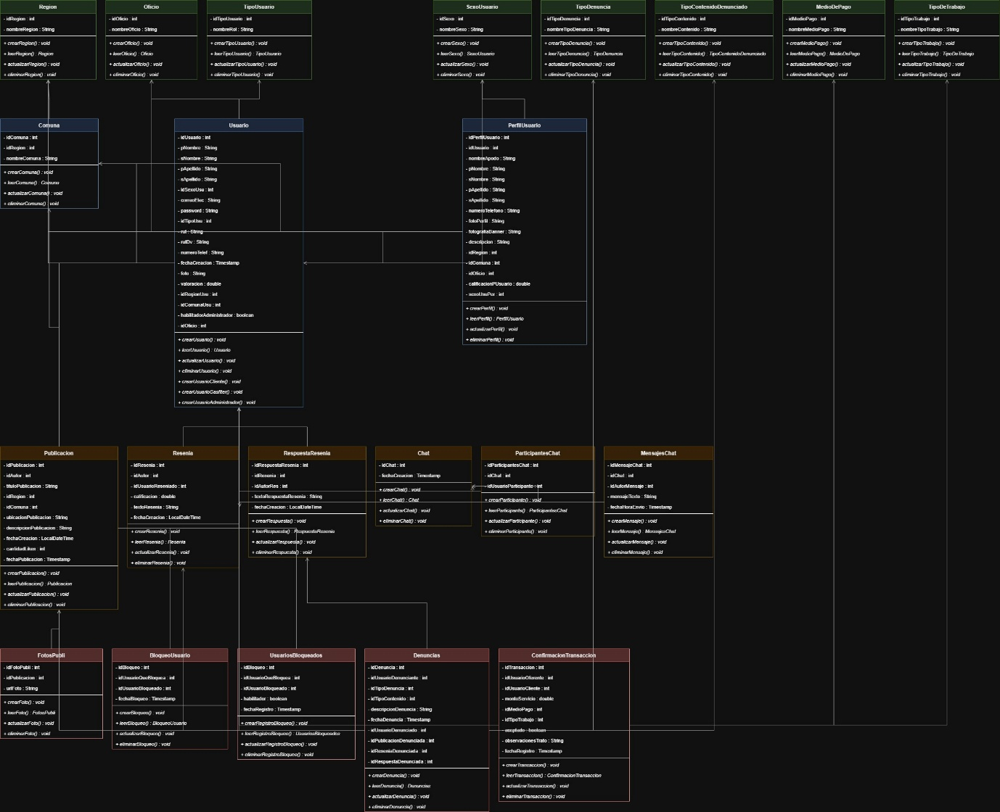 Region
- idRegion : int
- nombreRegion : String
+ crearRegion() : void
+ leerRegion() : Region
+ actualizarRegion() : void
+ eliminarRegion() : void
Oficio
- idOficio : int
- nombreOficio : String
+ crearOficio() : void
+ leerOficio() : Oficio
+ actualizarOficio() : void
+ eliminarOficio() : void
TipoUsuario
- idTipoUsuario : int
- nombreRol : String
+ crearTipoUsuario() : void
+ leerTipoUsuario() : TipoUsuario
+ actualizarTipoUsuario() : void
+ eliminarTipoUsuario() : void
SexoUsuario
- idSexo : int
- nombreSexo : String
+ crearSexo() : void
+ leerSexo() : SexoUsuario
+ actualizarSexo() : void
+ eliminarSexo() : void
TipoDenuncia
- idTipoDenuncia : int
- nombreTipoDenuncia : String
+ crearTipoDenuncia() : void
+ leerTipoDenuncia() : TipoDenuncia
+ actualizarTipoDenuncia() : void
+ eliminarTipoDenuncia() : void
TipoContenidoDenunciado
- idTipoContenido : int
- nombreContenido : String
+ crearTipoContenido() : void
+ leerTipoContenido() : TipoContenidoDenunciado
+ actualizarTipoContenido() : void
+ eliminarTipoContenido() : void
MedioDePago
- idMedioPago : int
- nombreMedioPago : String
+ crearMedioPago() : void
+ leerMedioPago() : MedioDePago
+ actualizarMedioPago() : void
+ eliminarMedioPago() : void
TipoDeTrabajo
- idTipoTrabajo : int
- nombreTipoTrabajo : String
+ crearTipoTrabajo() : void
+ leerTipoTrabajo() : TipoDeTrabajo
+ actualizarTipoTrabajo() : void
+ eliminarTipoTrabajo() : void
Comuna
- idComuna : int
- idRegion : int
- nombreComuna : String
+ crearComuna() : void
+ leerComuna() : Comuna
+ actualizarComuna() : void
+ eliminarComuna() : void
Usuario
- idUsuario : int
- pNombre : String
- sNombre : String
- pApellido : String
- sApellido : String
- idSexoUsu : int
- correoElec : String
- password : String
- idTipoUsu : int
- rut : String
- rutDv : String
- numeroTelef : String
- fechaCreacion : Timestamp
- foto : String
- valoracion : double
- idRegionUsu : int
- idComunaUsu : int
- habilitadorAdministrador : boolean
- idOficio : int
+ crearUsuario() : void
+ leerUsuario() : Usuario
+ actualizarUsuario() : void
+ eliminarUsuario() : void
+ crearUsuarioCliente() : void
+ crearUsuarioGasfiter() : void
+ crearUsuarioAdministrador() : void
PerfilUsuario
- idPerfilUsuario : int
- idUsuario : int
- nombreApodo : String
- pNombre : String
- sNombre : String
- pApellido : String
- sApellido : String
- numeroTelefono : String
- fotoPerfil : String
- fotografiaBanner : String
- descripcion : String
- idRegion : int
- idComuna : int
- idOficio : int
- calificacionPUsuario : double
- sexoUsuPer : int
+ crearPerfil() : void
+ leerPerfil() : PerfilUsuario
+ actualizarPerfil() : void
+ eliminarPerfil() : void
Publicacion
- idPublicacion : int
- idAutor : int
- tituloPublicacion : String
- idRegion : int
- idComuna : int
- ubicacionPublicacion : String
- descripcionPublicacion : String
- fechaCreacion : LocalDateTime
- cantidadLikes : int
- fechaPublicacion : Timestamp
+ crearPublicacion() : void
+ leerPublicacion() : Publicacion
+ actualizarPublicacion() : void
+ eliminarPublicacion() : void
Resenia
- idResenia : int
- idAutor : int
- idUsuarioReseniado : int
- calificacion : double
- textoResenia : String
- fechaCreacion : LocalDateTime
+ crearResenia() : void
+ leerResenia() : Resenia
+ actualizarResenia() : void
+ eliminarResenia() : void
RespuestaResenia
- idRespuestaResenia : int
- idResenia : int
- idAutorRes : int
- textoRespuestaResenia : String
- fechaCreacion : LocalDateTime
+ crearRespuesta() : void
+ leerRespuesta() : RespuestaResenia
+ actualizarRespuesta() : void
+ eliminarRespuesta() : void
Chat
- idChat : int
- fechaCreacion : Timestamp
+ crearChat() : void
+ leerChat() : Chat
+ actualizarChat() : void
+ eliminarChat() : void
ParticipantesChat
- idParticipantesChat : int
- idChat : int
- idUsuarioParticipante : int
+ crearParticipante() : void
+ leerParticipante() : ParticipantesChat
+ actualizarParticipante() : void
+ eliminarParticipante() : void
MensajesChat
- idMensajeChat : int
- idChat : int
- idAutorMensaje : int
- mensajeTexto : String
- fechaHoraEnvio : Timestamp
+ crearMensaje() : void
+ leerMensaje() : MensajesChat
+ actualizarMensaje() : void
+ eliminarMensaje() : void
FotosPubli
- idFotoPubli : int
- idPublicacion : int
- urlFoto : String
+ crearFoto() : void
+ leerFoto() : FotosPubli
+ actualizarFoto() : void
+ eliminarFoto() : void
BloqueoUsuario
- idBloqueo : int
- idUsuarioQueBloquea : int
- idUsuarioBloqueado : int
- fechaBloqueo : Timestamp
+ crearBloqueo() : void
+ leerBloqueo() : BloqueoUsuario
+ actualizarBloqueo() : void
+ eliminarBloqueo() : void
UsuariosBloqueados
- idBloqueo : int
- idUsuarioQueBloquea : int
- idUsuarioBloqueado : int
- habilitador : boolean
- fechaRegistro : Timestamp
+ crearRegistroBloqueo() : void
+ leerRegistroBloqueo() : UsuariosBloqueados
+ actualizarRegistroBloqueo() : void
+ eliminarRegistroBloqueo() : void
Denuncias
- idDenuncia : int
- idUsuarioDenunciante : int
- idTipoDenuncia : int
- idTipoContenido : int
- descripcionDenuncia : String
- fechaDenuncia : Timestamp
- idUsuarioDenunciado : int
- idPublicacionDenunciada : int
- idReseniaDenunciada : int
- idRespuestaDenunciada : int
+ crearDenuncia() : void
+ leerDenuncia() : Denuncias
+ actualizarDenuncia() : void
+ eliminarDenuncia() : void
ConfirmacionTransaccion
- idTransaccion : int
- idUsuarioOferente : int
- idUsuarioCliente : int
- montoServicio : double
- idMedioPago : int
- idTipoTrabajo : int
- aceptado : boolean
- observacionesTrato : String
- fechaRegistro : Timestamp
+ crearTransaccion() : void
+ leerTransaccion() : ConfirmacionTransaccion
+ actualizarTransaccion() : void
+ eliminarTransaccion() : void